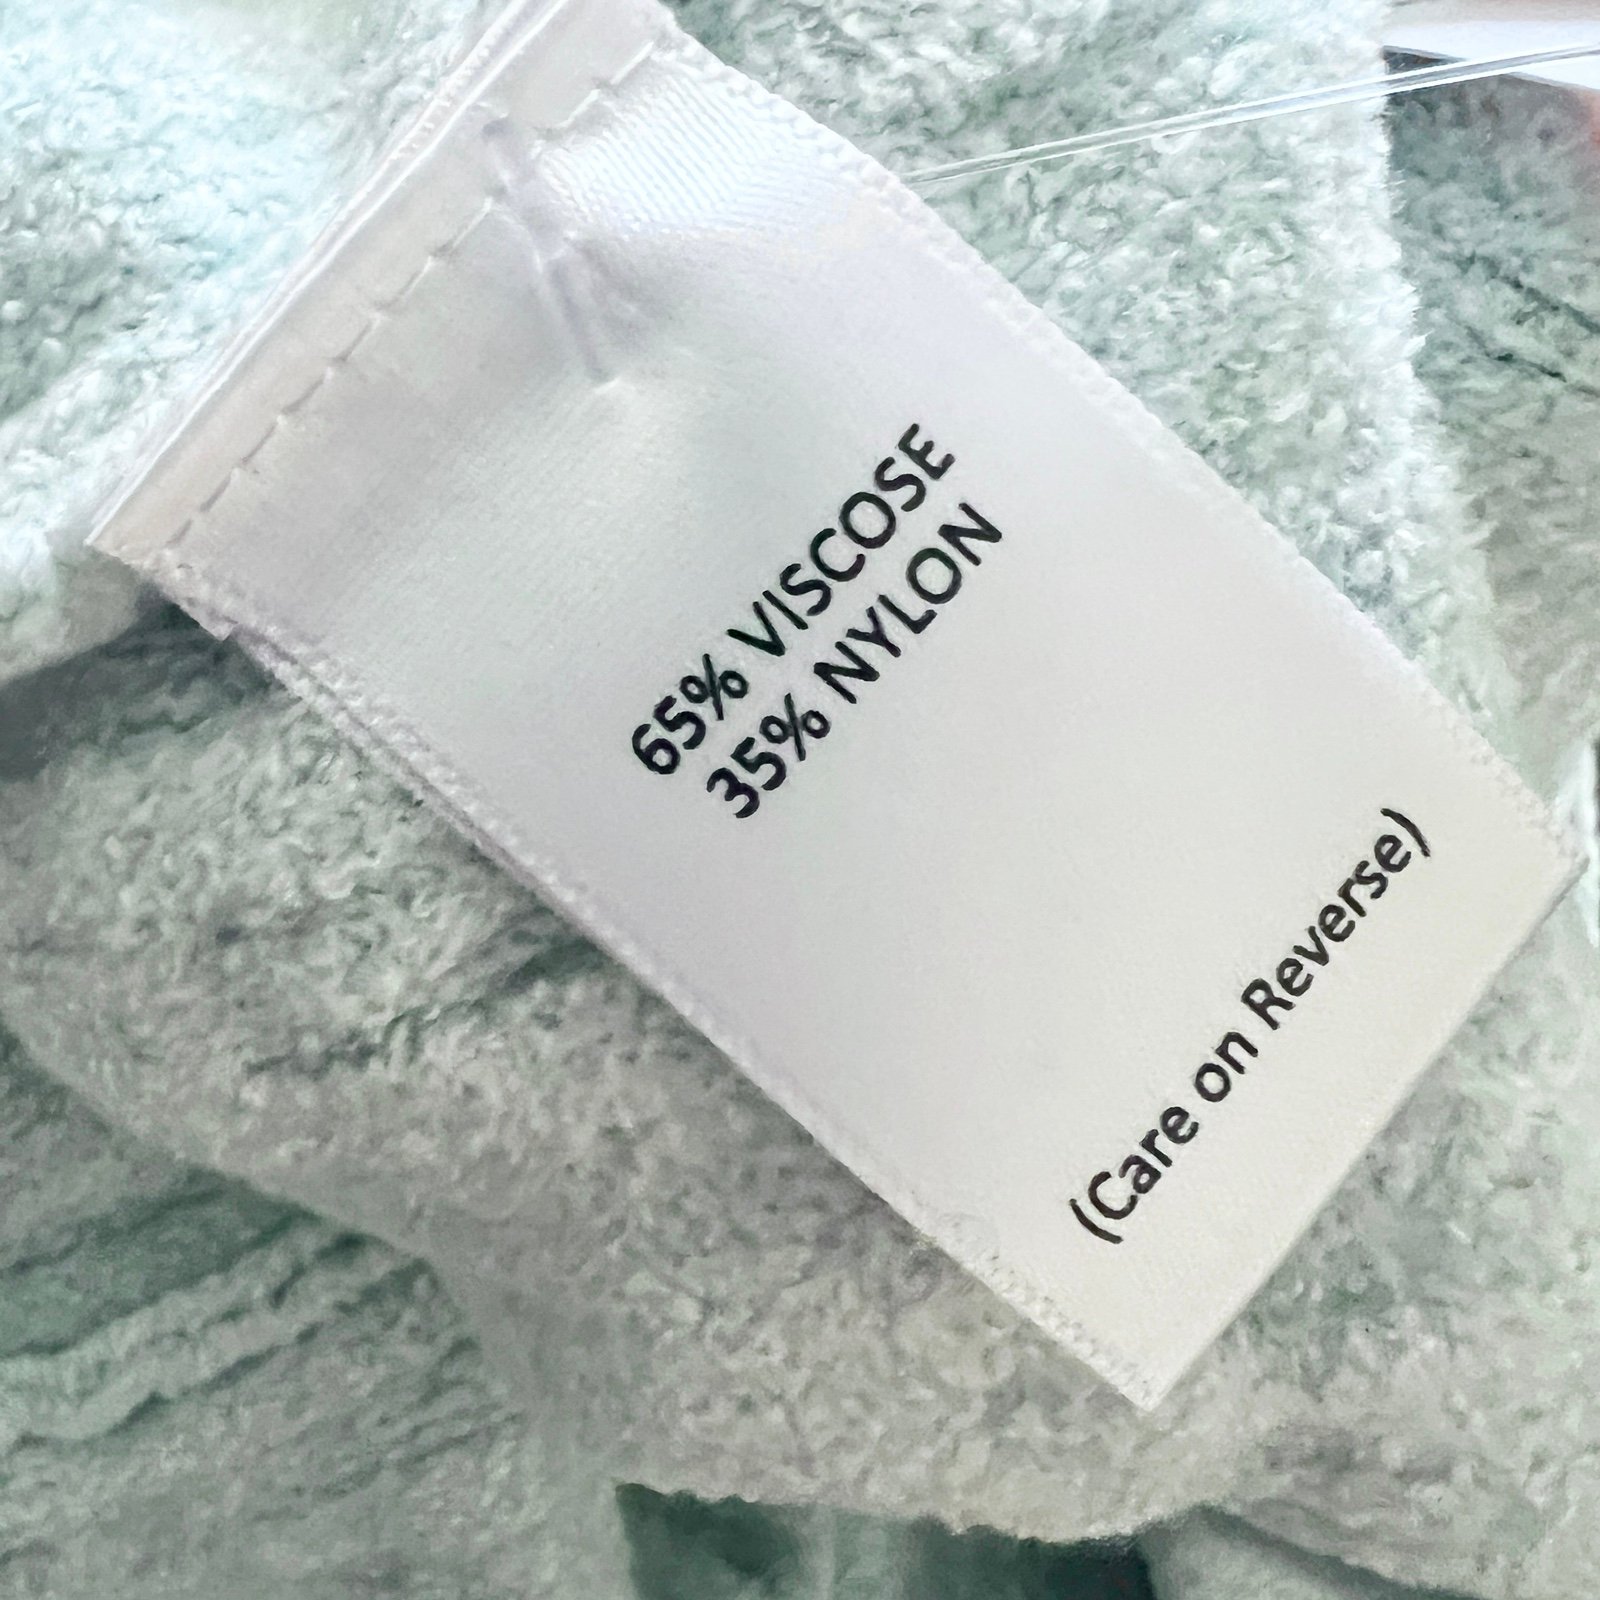 65% VISCOSE
35% NYLON
(Care on Reverse)